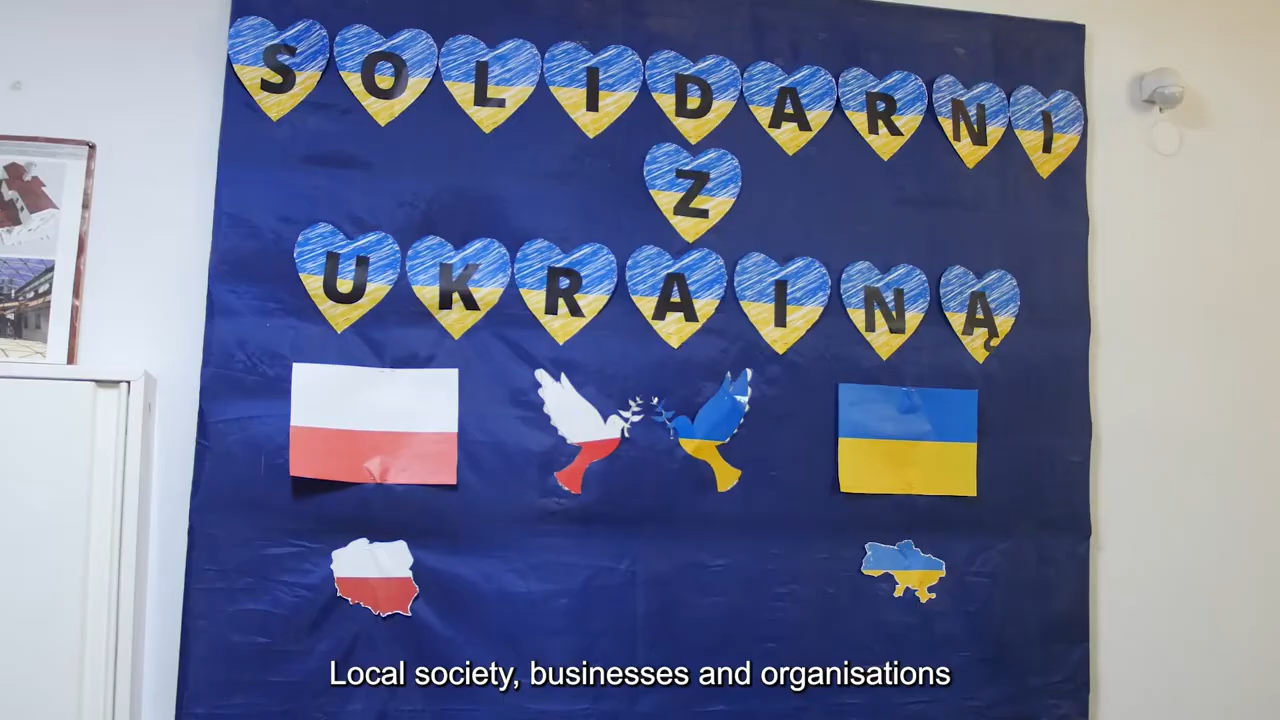 SOLIDARNI
Z
UKRAINĄ
Local society, businesses and organisations